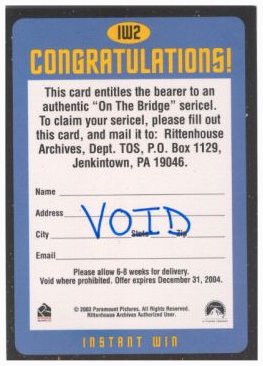 IW2
CONGRATULATIONS!
This card entitles the bearer to an
authentic "On The Bridge" sericel.
To claim your sericel, please fill out
this card, and mail it to: Rittenhouse
Archives, Dept. TOS, P.O. Box 1129,
Jenkintown, PA 19046.
Name
Address
VOID
City State Zip
Email
Please allow 6-8 weeks for delivery.
Void where prohibited. Offer expires December 31, 2004.
© 2003 Paramount Pictures. All Rights Reserved.
Rittenhouse Archives Authorized User.
INSTANT WIN